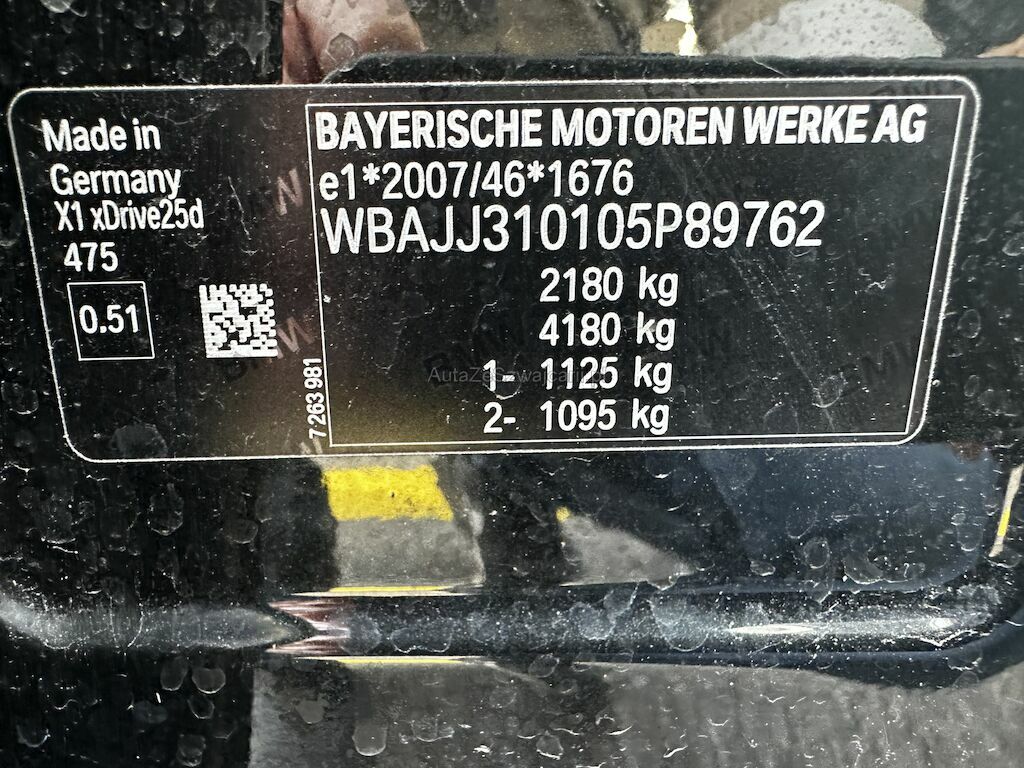 Made in
Germany
X1 xDrive25d
475
0.51
7 263 981
BAYERISCHE MOTOREN WERKE AG
e1*2007/46*1676
WBAJJ310105P89762
2180 kg
4180 kg
1- 1125 kg
2- 1095 kg